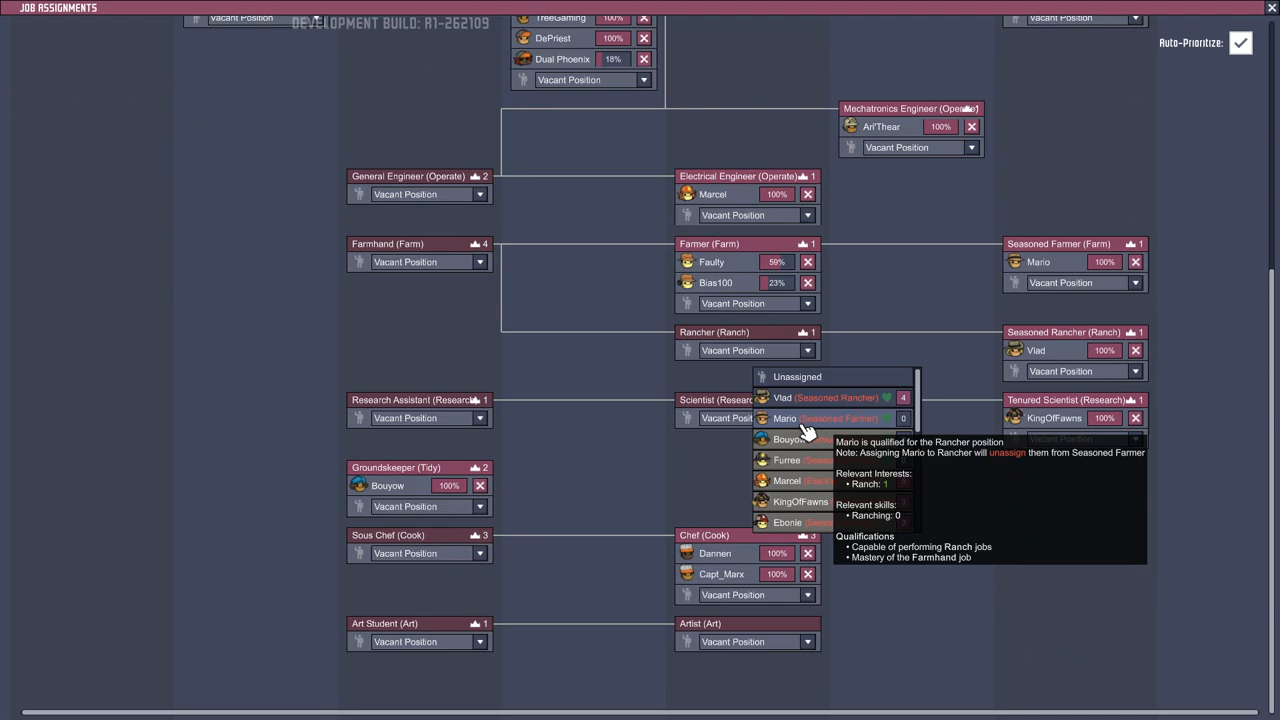 JOB ASSIGNMENTS
DEVELOPMENT BUILD: R1-262109
Vacant Position
TreeGaming 100%
DePriest 100%
Dual Phoenix 18%
Vacant Position
Vacant Position
Auto-Prioritize:
Mechatronics Engineer (Operate) 1
Ari'Thear 100%
Vacant Position
General Engineer (Operate) 2
Vacant Position
Electrical Engineer (Operate) 1
Marcel 100%
Vacant Position
Farmhand (Farm) 4
Vacant Position
Farmer (Farm) 1
Faulty 59%
Bias100 23%
Vacant Position
Seasoned Farmer (Farm) 1
Mario 100%
Vacant Position
Rancher (Ranch) 1
Vacant Position
Seasoned Rancher (Ranch) 1
Vlad 100%
Vacant Position
Unassigned
Vlad (Seasoned Rancher) 4
Mario (Seasoned Farmer) 0
Bouyow
Furree
Marcel
KingOfFawns
Ebonie
Mario is qualified for the Rancher position
Note: Assigning Mario to Rancher will unassign them from Seasoned Farmer
Relevant Interests:
• Ranch: 1
Relevant skills:
• Ranching: 0
Qualifications
• Capable of performing Ranch jobs
• Mastery of the Farmhand job
Research Assistant (Research) 1
Vacant Position
Scientist (Researc
Vacant Posit
Tenured Scientist (Research) 1
KingOfFawns 100%
Groundskeeper (Tidy) 2
Bouyow 100%
Vacant Position
Sous Chef (Cook) 3
Vacant Position
Chef (Cook) 3
Dannen 100%
Capt_Marx 100%
Vacant Position
Art Student (Art) 1
Vacant Position
Artist (Art)
Vacant Position